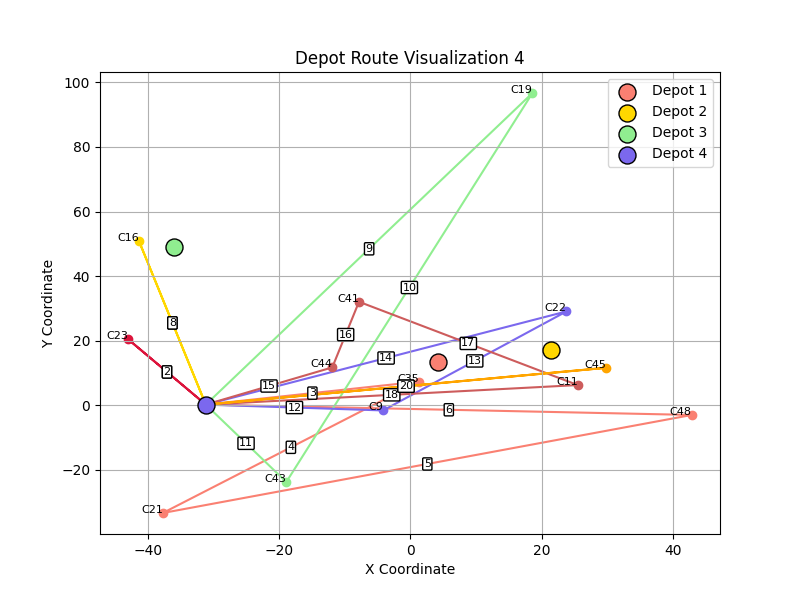 Depot Route Visualization 4
Depot 1
Depot 2
Depot 3
Depot 4
Y Coordinate
100
80
60
40
20
0
−20
−40
−20
0
20
40
X Coordinate
C19
C16
C23
C41
C22
C44
C35
C45
C11
C9
C48
C43
C21
9
10
8
2
16
17
14
13
15
3
20
18
12
6
11
4
5